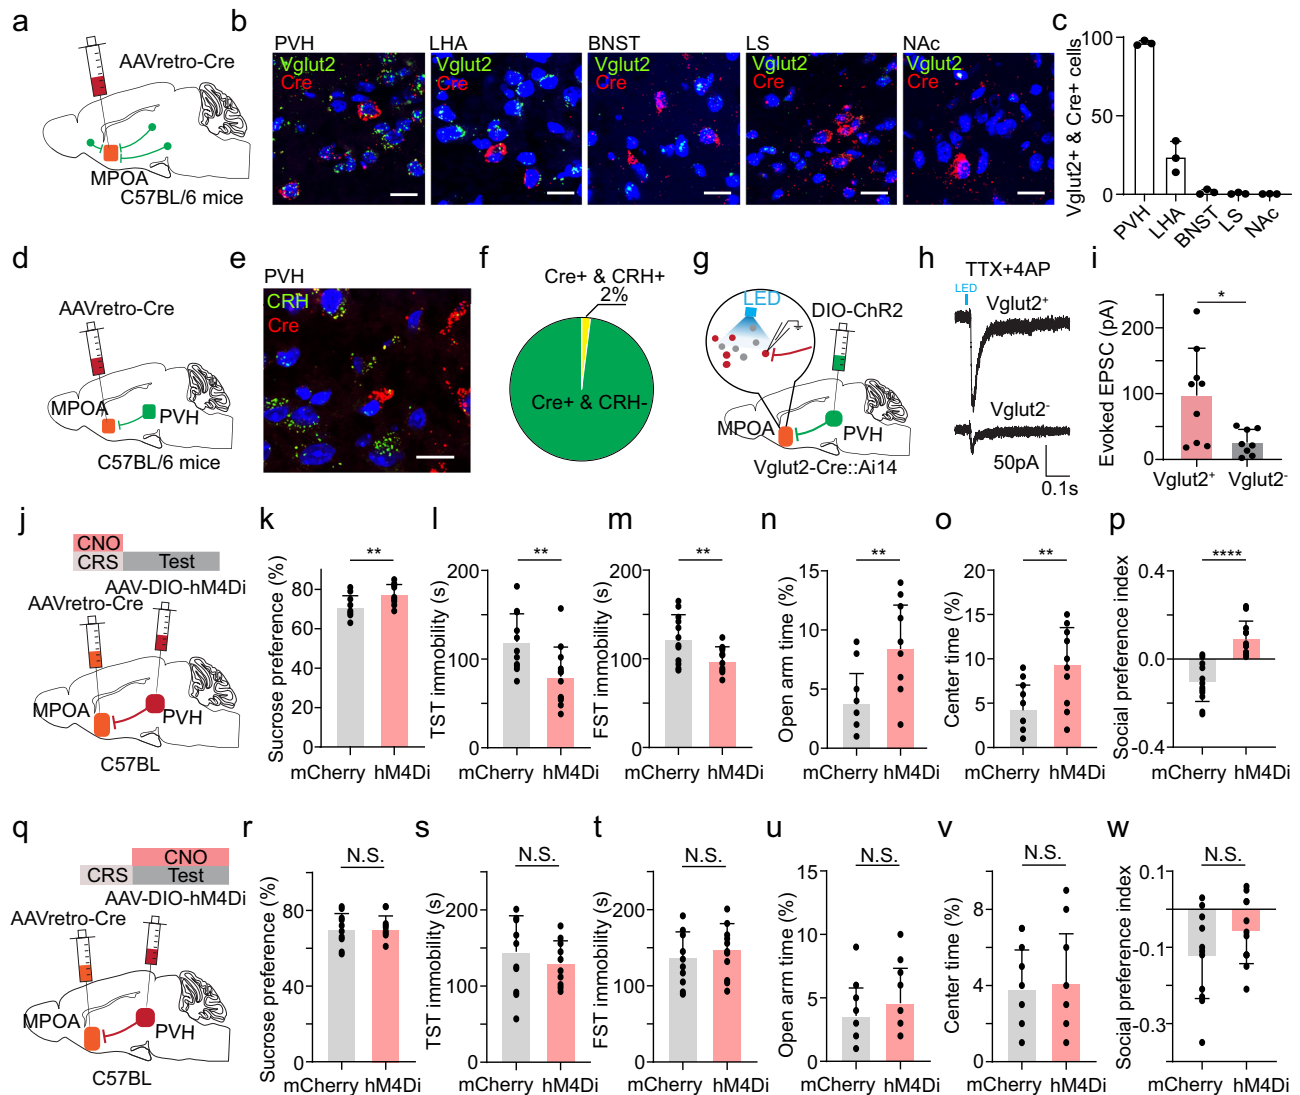 a
AAVretro-Cre
MPOA
C57BL/6 mice
b
PVH
Vglut2
Cre
LHA
Vglut2
Cre
BNST
Vglut2
Cre
LS
Vglut2
Cre
NAc
Vglut2
Cre
c
Vglut2+ & Cre+ cells
100
50
0
PVH
LHA
BNST
LS
NAc
d
AAVretro-Cre
MPOA
PVH
C57BL/6 mice
e
PVH
CRH
Cre
f
Cre+ & CRH+
2%
Cre+ & CRH-
g
LED
DIO-ChR2
MPOA
PVH
Vglut2-Cre::Ai14
h
TTX+4AP
LED
Vglut2⁺
Vglut2⁻
50pA
0.1s
i
Evoked EPSC (pA)
200
100
0
*
Vglut2⁺
Vglut2⁻
j
CNO
CRS
Test
AAV-DIO-hM4Di
AAVretro-Cre
MPOA
PVH
C57BL
k
Sucrose preference (%)
80
40
0
**
mCherry
hM4Di
l
TST immobility (s)
200
100
0
**
mCherry
hM4Di
m
FST immobility (s)
200
100
0
**
mCherry
hM4Di
n
Open arm time (%)
15
10
5
0
**
mCherry
hM4Di
o
Center time (%)
20
15
10
5
0
**
mCherry
hM4Di
p
Social preference index
0.4
0.0
-0.4
****
mCherry
hM4Di
q
CNO
CRS
Test
AAV-DIO-hM4Di
AAVretro-Cre
MPOA
PVH
C57BL
r
Sucrose preference (%)
80
40
0
N.S.
mCherry
hM4Di
s
TST immobility (s)
200
100
0
N.S.
mCherry
hM4Di
t
FST immobility (s)
200
100
0
N.S.
mCherry
hM4Di
u
Open arm time (%)
15
10
5
0
N.S.
mCherry
hM4Di
v
Center time (%)
8
4
0
N.S.
mCherry
hM4Di
w
Social preference index
0.1
-0.1
-0.3
N.S.
mCherry
hM4Di